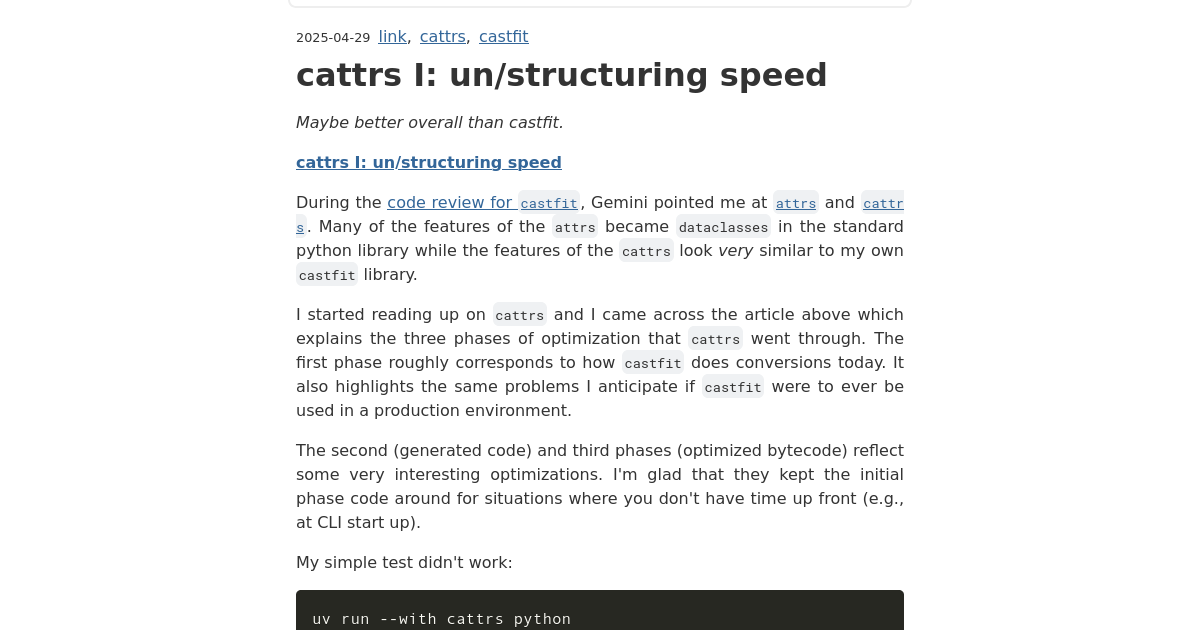 2025-04-29 link, cattrs, castfit
cattrs I: un/structuring speed
Maybe better overall than castfit.
cattrs I: un/structuring speed
During the code review for castfit, Gemini pointed me at attrs and cattr
s. Many of the features of the attrs became dataclasses in the standard
python library while the features of the cattrs look very similar to my own
castfit library.
I started reading up on cattrs and I came across the article above which
explains the three phases of optimization that cattrs went through. The
first phase roughly corresponds to how castfit does conversions today. It
also highlights the same problems I anticipate if castfit were to ever be
used in a production environment.
The second (generated code) and third phases (optimized bytecode) reflect
some very interesting optimizations. I'm glad that they kept the initial
phase code around for situations where you don't have time up front (e.g.,
at CLI start up).
My simple test didn't work:
uv run --with cattrs python